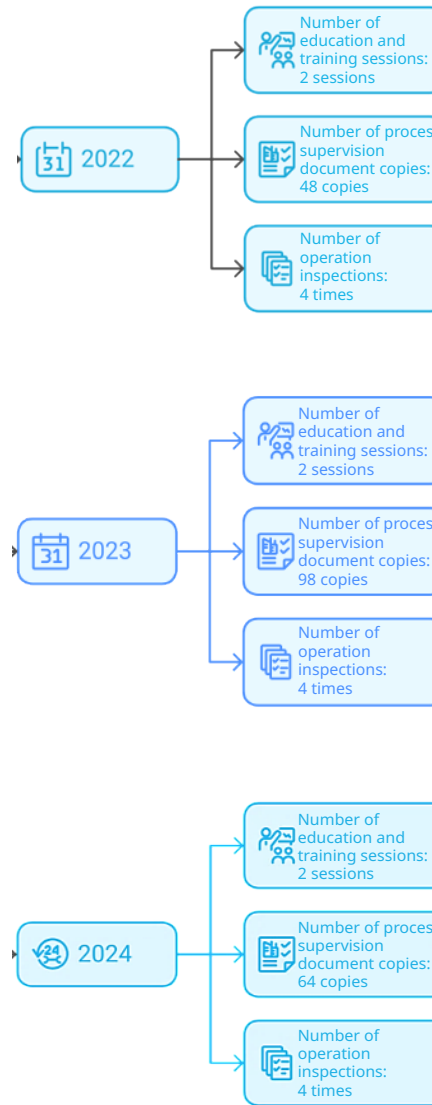 Number of
education and
training sessions:
2 sessions
31 2022
Number of proces
supervision
document copies:
48 copies
Number of
operation
inspections:
4 times
Number of
education and
training sessions:
2 sessions
31 2023
Number of proces
supervision
document copies:
98 copies
Number of
operation
inspections:
4 times
Number of
education and
training sessions:
2 sessions
24 2024
Number of proces
supervision
document copies:
64 copies
Number of
operation
inspections:
4 times